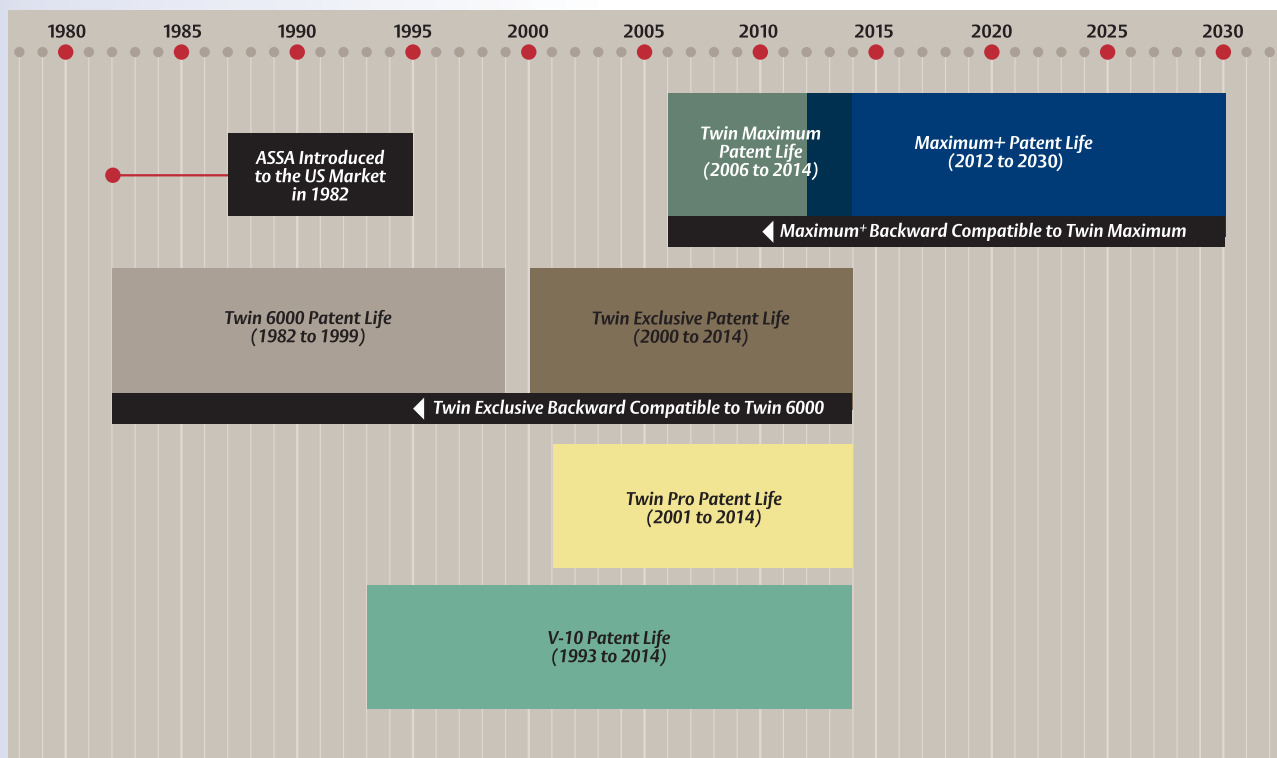 1980 1985 1990 1995 2000 2005 2010 2015 2020 2025 2030
ASSA Introduced
to the US Market
in 1982
Twin Maximum
Patent Life
(2006 to 2014)
Maximum+ Patent Life
(2012 to 2030)
Maximum+ Backward Compatible to Twin Maximum
Twin 6000 Patent Life
(1982 to 1999)
Twin Exclusive Patent Life
(2000 to 2014)
Twin Exclusive Backward Compatible to Twin 6000
Twin Pro Patent Life
(2001 to 2014)
V-10 Patent Life
(1993 to 2014)